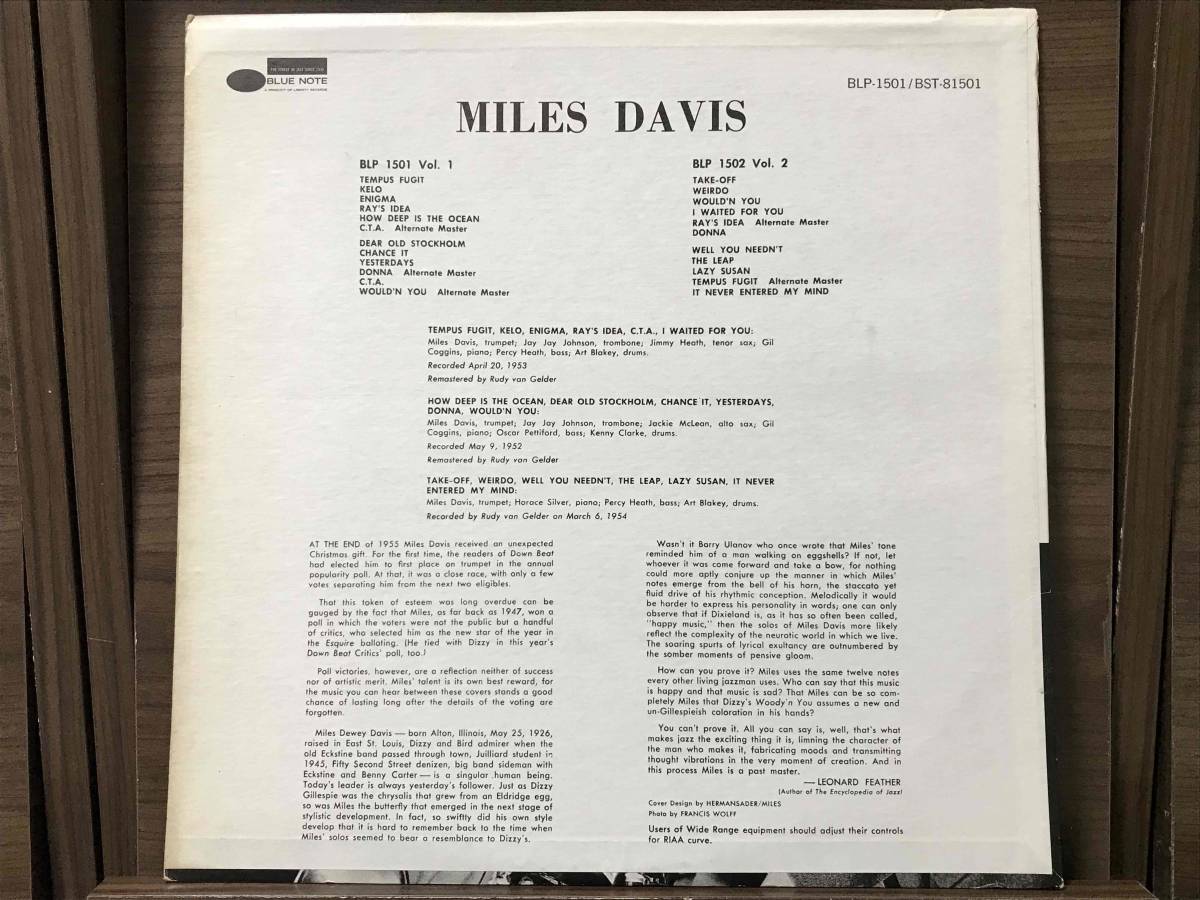 THE FINEST IN JAZZ SINCE 1939
BLUE NOTE
A PRODUCT OF LIBERTY RECORDS
BLP-1501/BST-81501
MILES DAVIS
BLP 1501 Vol. 1
TEMPUS FUGIT
KELO
ENIGMA
RAY'S IDEA
HOW DEEP IS THE OCEAN
C.T.A. Alternate Master
DEAR OLD STOCKHOLM
CHANCE IT
YESTERDAYS
DONNA Alternate Master
C.T.A.
WOULD'N YOU Alternate Master
BLP 1502 Vol. 2
TAKE-OFF
WEIRDO
WOULD'N YOU
I WAITED FOR YOU
RAY'S IDEA Alternate Master
DONNA
WELL YOU NEEDN'T
THE LEAP
LAZY SUSAN
TEMPUS FUGIT Alternate Master
IT NEVER ENTERED MY MIND
TEMPUS FUGIT, KELO, ENIGMA, RAY'S IDEA, C.T.A., I WAITED FOR YOU:
Miles Davis, trumpet; Jay Jay Johnson, trombone; Jimmy Heath, tenor sax; Gil
Coggins, piano; Percy Heath, bass; Art Blakey, drums.
Recorded April 20, 1953
Remastered by Rudy van Gelder
HOW DEEP IS THE OCEAN, DEAR OLD STOCKHOLM, CHANCE IT, YESTERDAYS,
DONNA, WOULD'N YOU:
Miles Davis, trumpet; Jay Jay Johnson, trombone; Jackie McLean, alto sax; Gil
Coggins, piano; Oscar Pettiford, bass; Kenny Clarke, drums.
Recorded May 9, 1952
Remastered by Rudy van Gelder
TAKE-OFF, WEIRDO, WELL YOU NEEDN'T, THE LEAP, LAZY SUSAN, IT NEVER
ENTERED MY MIND:
Miles Davis, trumpet; Horace Silver, piano; Percy Heath, bass; Art Blakey, drums.
Recorded by Rudy van Gelder on March 6, 1954
AT THE END of 1955 Miles Davis received an unexpected
Christmas gift. For the first time, the readers of Down Beat
had elected him to first place on trumpet in the annual
popularity poll. At that, it was a close race, with only a few
votes separating him from the next two eligibles.
That this token of esteem was long overdue can be
gauged by the fact that Miles, as far back as 1947, won a
poll in which the voters were not the public but a handful
of critics, who selected him as the new star of the year in
the Esquire balloting. (He tied with Dizzy in this year's
Down Beat Critics' poll, too.)
Poll victories, however, are a reflection neither of success
nor of artistic merit. Miles' talent is its own best reward, for
the music you can hear between these covers stands a good
chance of lasting long after the details of the voting are
forgotten.
Miles Dewey Davis — born Alton, Illinois, May 25, 1926,
raised in East St. Louis, Dizzy and Bird admirer when the
old Eckstine band passed through town, Juilliard student in
1945, Fifty Second Street denizen, big band sideman with
Eckstine and Benny Carter — is a singular human being.
Today's leader is always yesterday's follower. Just as Dizzy
Gillespie was the chrysalis that grew from an Eldridge egg,
so was Miles the butterfly that emerged in the next stage of
stylistic development. In fact, so swiftly did his own style
develop that it is hard to remember back to the time when
Miles' solos seemed to bear a resemblance to Dizzy's.
Wasn't it Barry Ulanov who once wrote that Miles' tone
reminded him of a man walking on eggshells? If not, let
whoever it was come forward and take a bow, for nothing
could more aptly conjure up the manner in which Miles'
notes emerge from the bell of his horn, the staccato yet
fluid drive of his rhythmic conception. Melodically it would
be harder to express his personality in words; one can only
observe that if Dixieland is, as it has so often been called,
"happy music," then the solos of Miles Davis more likely
reflect the complexity of the neurotic world in which we live.
The soaring spurts of lyrical exultancy are outnumbered by
the somber moments of pensive gloom.
How can you prove it? Miles uses the same twelve notes
every other living jazzman uses. Who can say that this music
is happy and that music is sad? That Miles can be so com-
pletely Miles that Dizzy's Woody'n You assumes a new and
un-Gillespieish coloration in his hands?
You can't prove it. All you can say is, well, that's what
makes jazz the exciting thing it is, limning the character of
the man who makes it, fabricating moods and transmitting
thought vibrations in the very moment of creation. And in
this process Miles is a past master.
— LEONARD FEATHER
(Author of The Encyclopedia of Jazz)
Cover Design by HERMANSADER/MILES
Photo by FRANCIS WOLFF
Users of Wide Range equipment should adjust their controls
for RIAA curve.